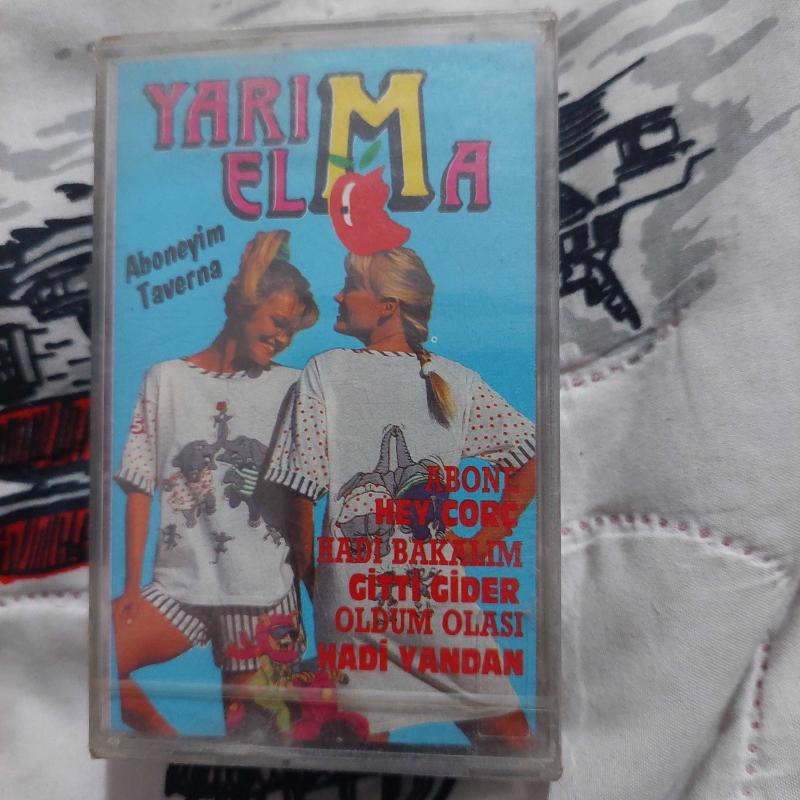 YARIM
ELMA
Aboneyim
Taverna
ABONE
HEY CORÇ
HADİ BAKALIM
GİTTİ GİDER
OLDUM OLASI
HADİ YANDAN